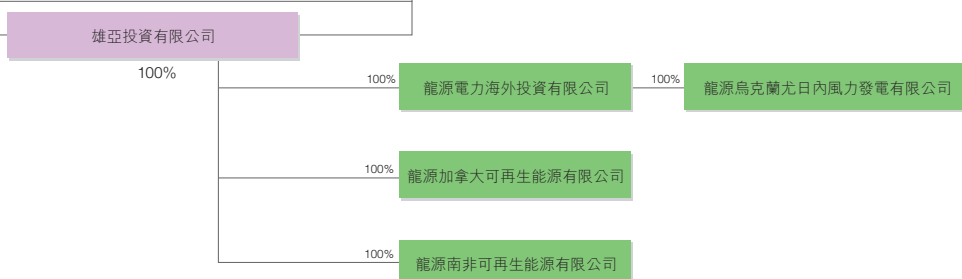 雄亞投資有限公司
100%
100%
龍源電力海外投資有限公司
100%
龍源烏克蘭尤日內風力發電有限公司
100%
龍源加拿大可再生能源有限公司
100%
龍源南非可再生能源有限公司